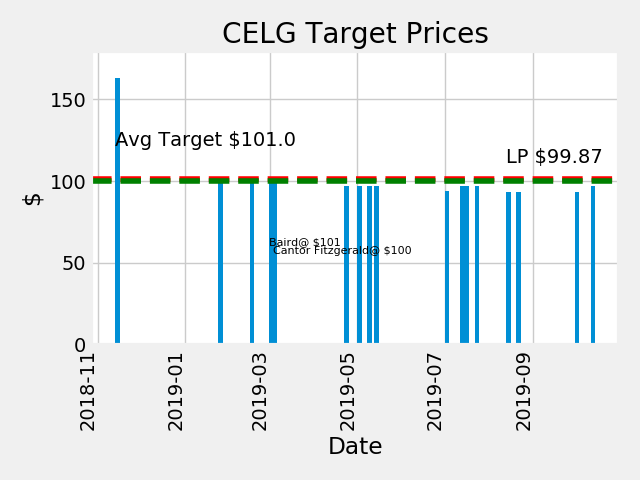 CELG Target Prices
150
Avg Target $101.0
LP $99.87
100
$
Baird@ $101
Cantor Fitzgerald@ $100
50
0
2018-11
2019-01
2019-03
2019-05
2019-07
2019-09
Date